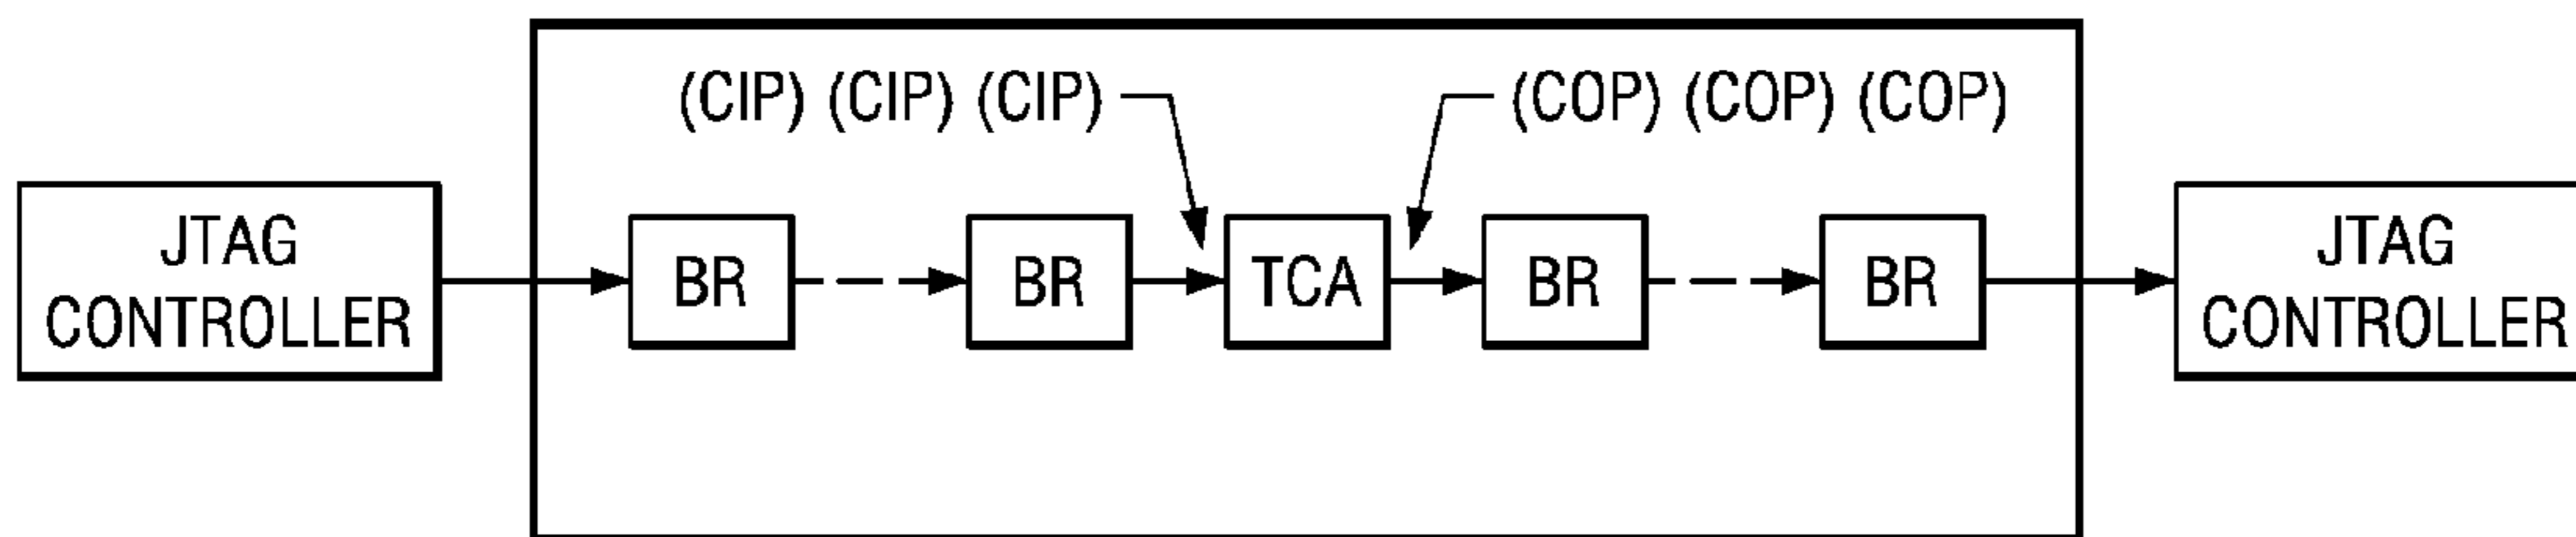 (CIP) (CIP) (CIP)
(COP) (COP) (COP)
JTAG
CONTROLLER
BR
BR
TCA
BR
BR
JTAG
CONTROLLER